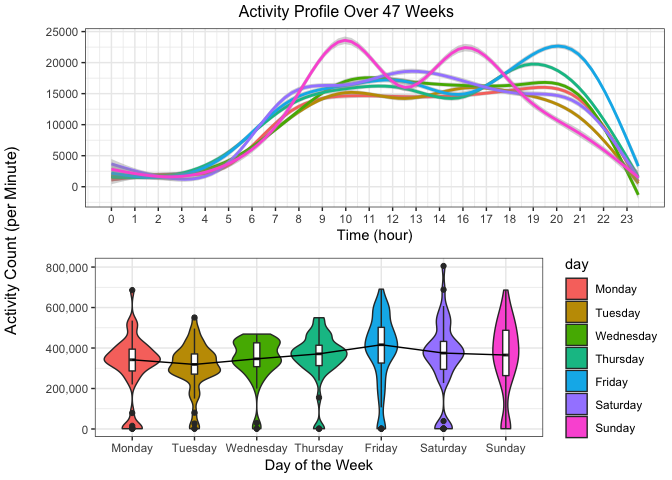 Activity Profile Over 47 Weeks
25000
20000
15000
10000
5000
0
0 1 2 3 4 5 6 7 8 9 10 11 12 13 14 15 16 17 18 19 20 21 22 23
Time (hour)
Activity Count (per Minute)
800,000
600,000
400,000
200,000
0
Monday Tuesday Wednesday Thursday Friday Saturday Sunday
Day of the Week
day
Monday
Tuesday
Wednesday
Thursday
Friday
Saturday
Sunday